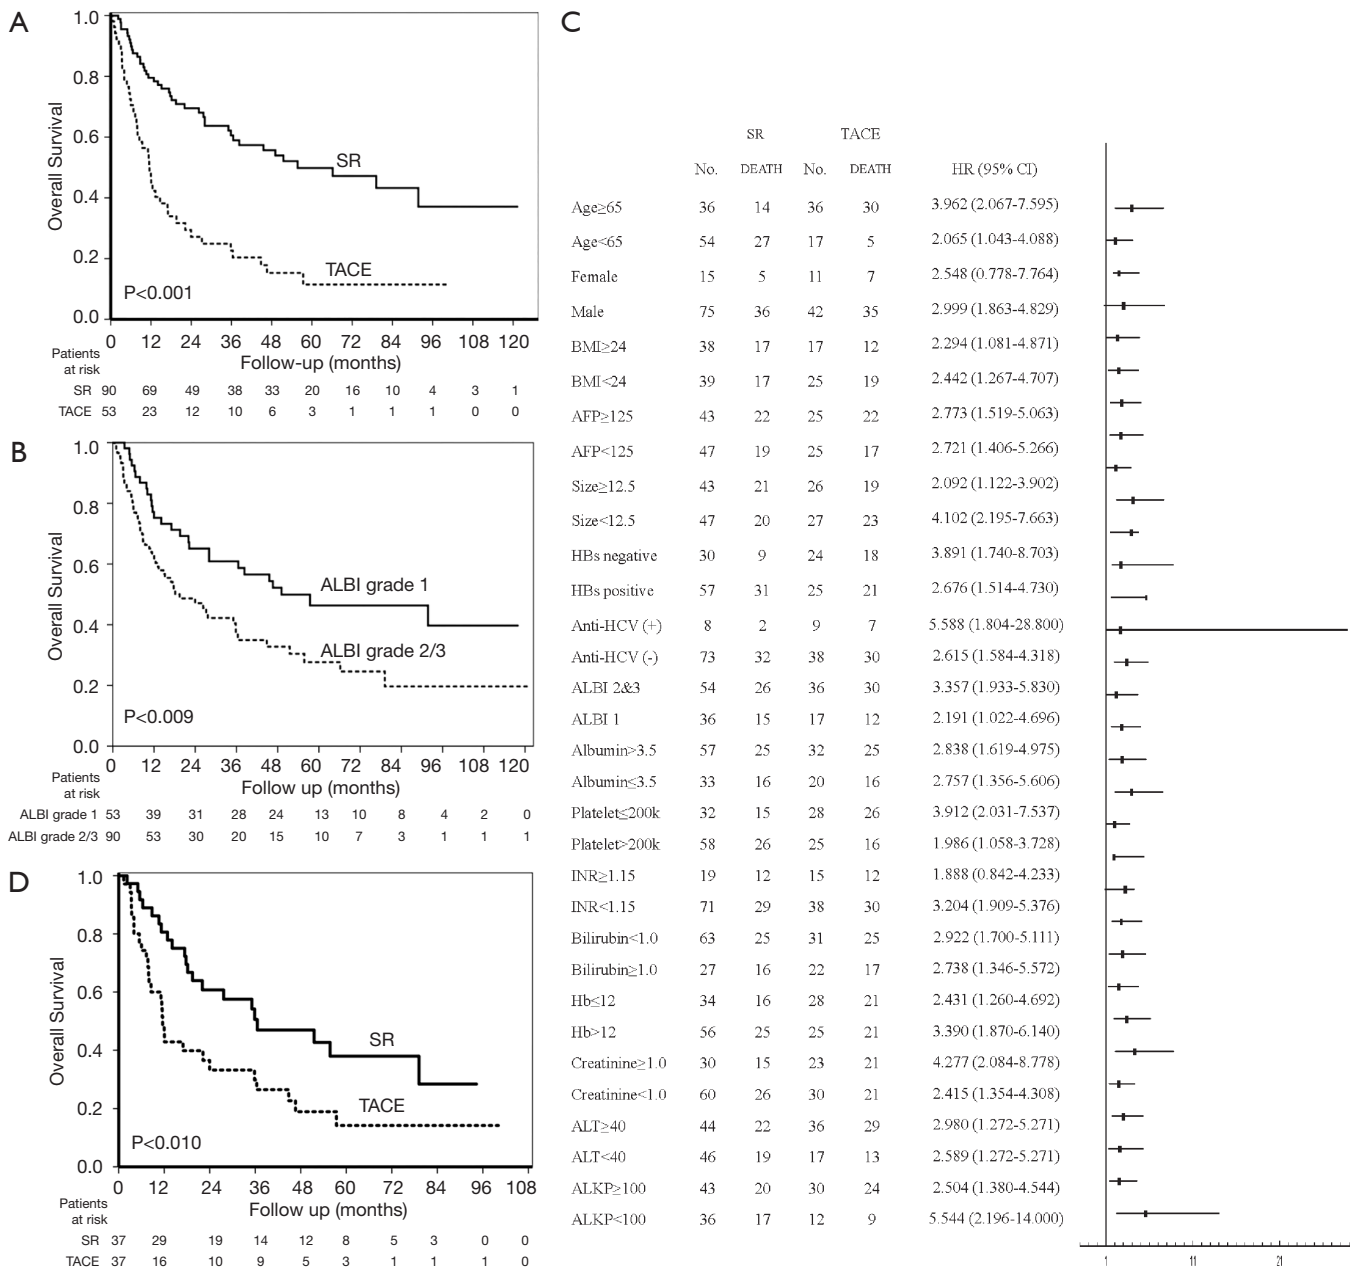 A
1.0
0.8
0.6
0.4
0.2
0.0
Overall Survival
SR
TACE
P<0.001
0 12 24 36 48 60 72 84 96 108 120
Follow-up (months)
Patients
at risk
SR 90 69 49 38 33 20 16 10 4 3 1
TACE 53 23 12 10 6 3 1 1 1 0 0
B
1.0
0.8
0.6
0.4
0.2
0.0
Overall Survival
ALBI grade 1
ALBI grade 2/3
P<0.009
0 12 24 36 48 60 72 84 96 108 120
Follow up (months)
Patients
at risk
ALBI grade 1 53 39 31 28 24 13 10 8 4 2 0
ALBI grade 2/3 90 53 30 20 15 10 7 3 1 1 1
D
1.0
0.8
0.6
0.4
0.2
0.0
Overall Survival
SR
TACE
P<0.010
0 12 24 36 48 60 72 84 96 108
Follow up (months)
Patients
at risk
SR 37 29 19 14 12 8 5 3 0 0
TACE 37 16 10 9 5 3 1 1 1 0
C
SR TACE
No. DEATH No. DEATH HR (95% CI)
Age≥65 36 14 36 30 3.962 (2.067-7.595)
Age<65 54 27 17 5 2.065 (1.043-4.088)
Female 15 5 11 7 2.548 (0.778-7.764)
Male 75 36 42 35 2.999 (1.863-4.829)
BMI≥24 38 17 17 12 2.294 (1.081-4.871)
BMI<24 39 17 25 19 2.442 (1.267-4.707)
AFP≥125 43 22 25 22 2.773 (1.519-5.063)
AFP<125 47 19 25 17 2.721 (1.406-5.266)
Size≥12.5 43 21 26 19 2.092 (1.122-3.902)
Size<12.5 47 20 27 23 4.102 (2.195-7.663)
HBs negative 30 9 24 18 3.891 (1.740-8.703)
HBs positive 57 31 25 21 2.676 (1.514-4.730)
Anti-HCV (+) 8 2 9 7 5.588 (1.804-28.800)
Anti-HCV (-) 73 32 38 30 2.615 (1.584-4.318)
ALBI 2&3 54 26 36 30 3.357 (1.933-5.830)
ALBI 1 36 15 17 12 2.191 (1.022-4.696)
Albumin>3.5 57 25 32 25 2.838 (1.619-4.975)
Albumin≤3.5 33 16 20 16 2.757 (1.356-5.606)
Platelet≤200k 32 15 28 26 3.912 (2.031-7.537)
Platelet>200k 58 26 25 16 1.986 (1.058-3.728)
INR≥1.15 19 12 15 12 1.888 (0.842-4.233)
INR<1.15 71 29 38 30 3.204 (1.909-5.376)
Bilirubin<1.0 63 25 31 25 2.922 (1.700-5.111)
Bilirubin≥1.0 27 16 22 17 2.738 (1.346-5.572)
Hb≤12 34 16 28 21 2.431 (1.260-4.692)
Hb>12 56 25 25 21 3.390 (1.870-6.140)
Creatinine≥1.0 30 15 23 21 4.277 (2.084-8.778)
Creatinine<1.0 60 26 30 21 2.415 (1.354-4.308)
ALT≥40 44 22 36 29 2.980 (1.272-5.271)
ALT<40 46 19 17 13 2.589 (1.272-5.271)
ALKP≥100 43 20 30 24 2.504 (1.380-4.544)
ALKP<100 36 17 12 9 5.544 (2.196-14.000)
1 11 21